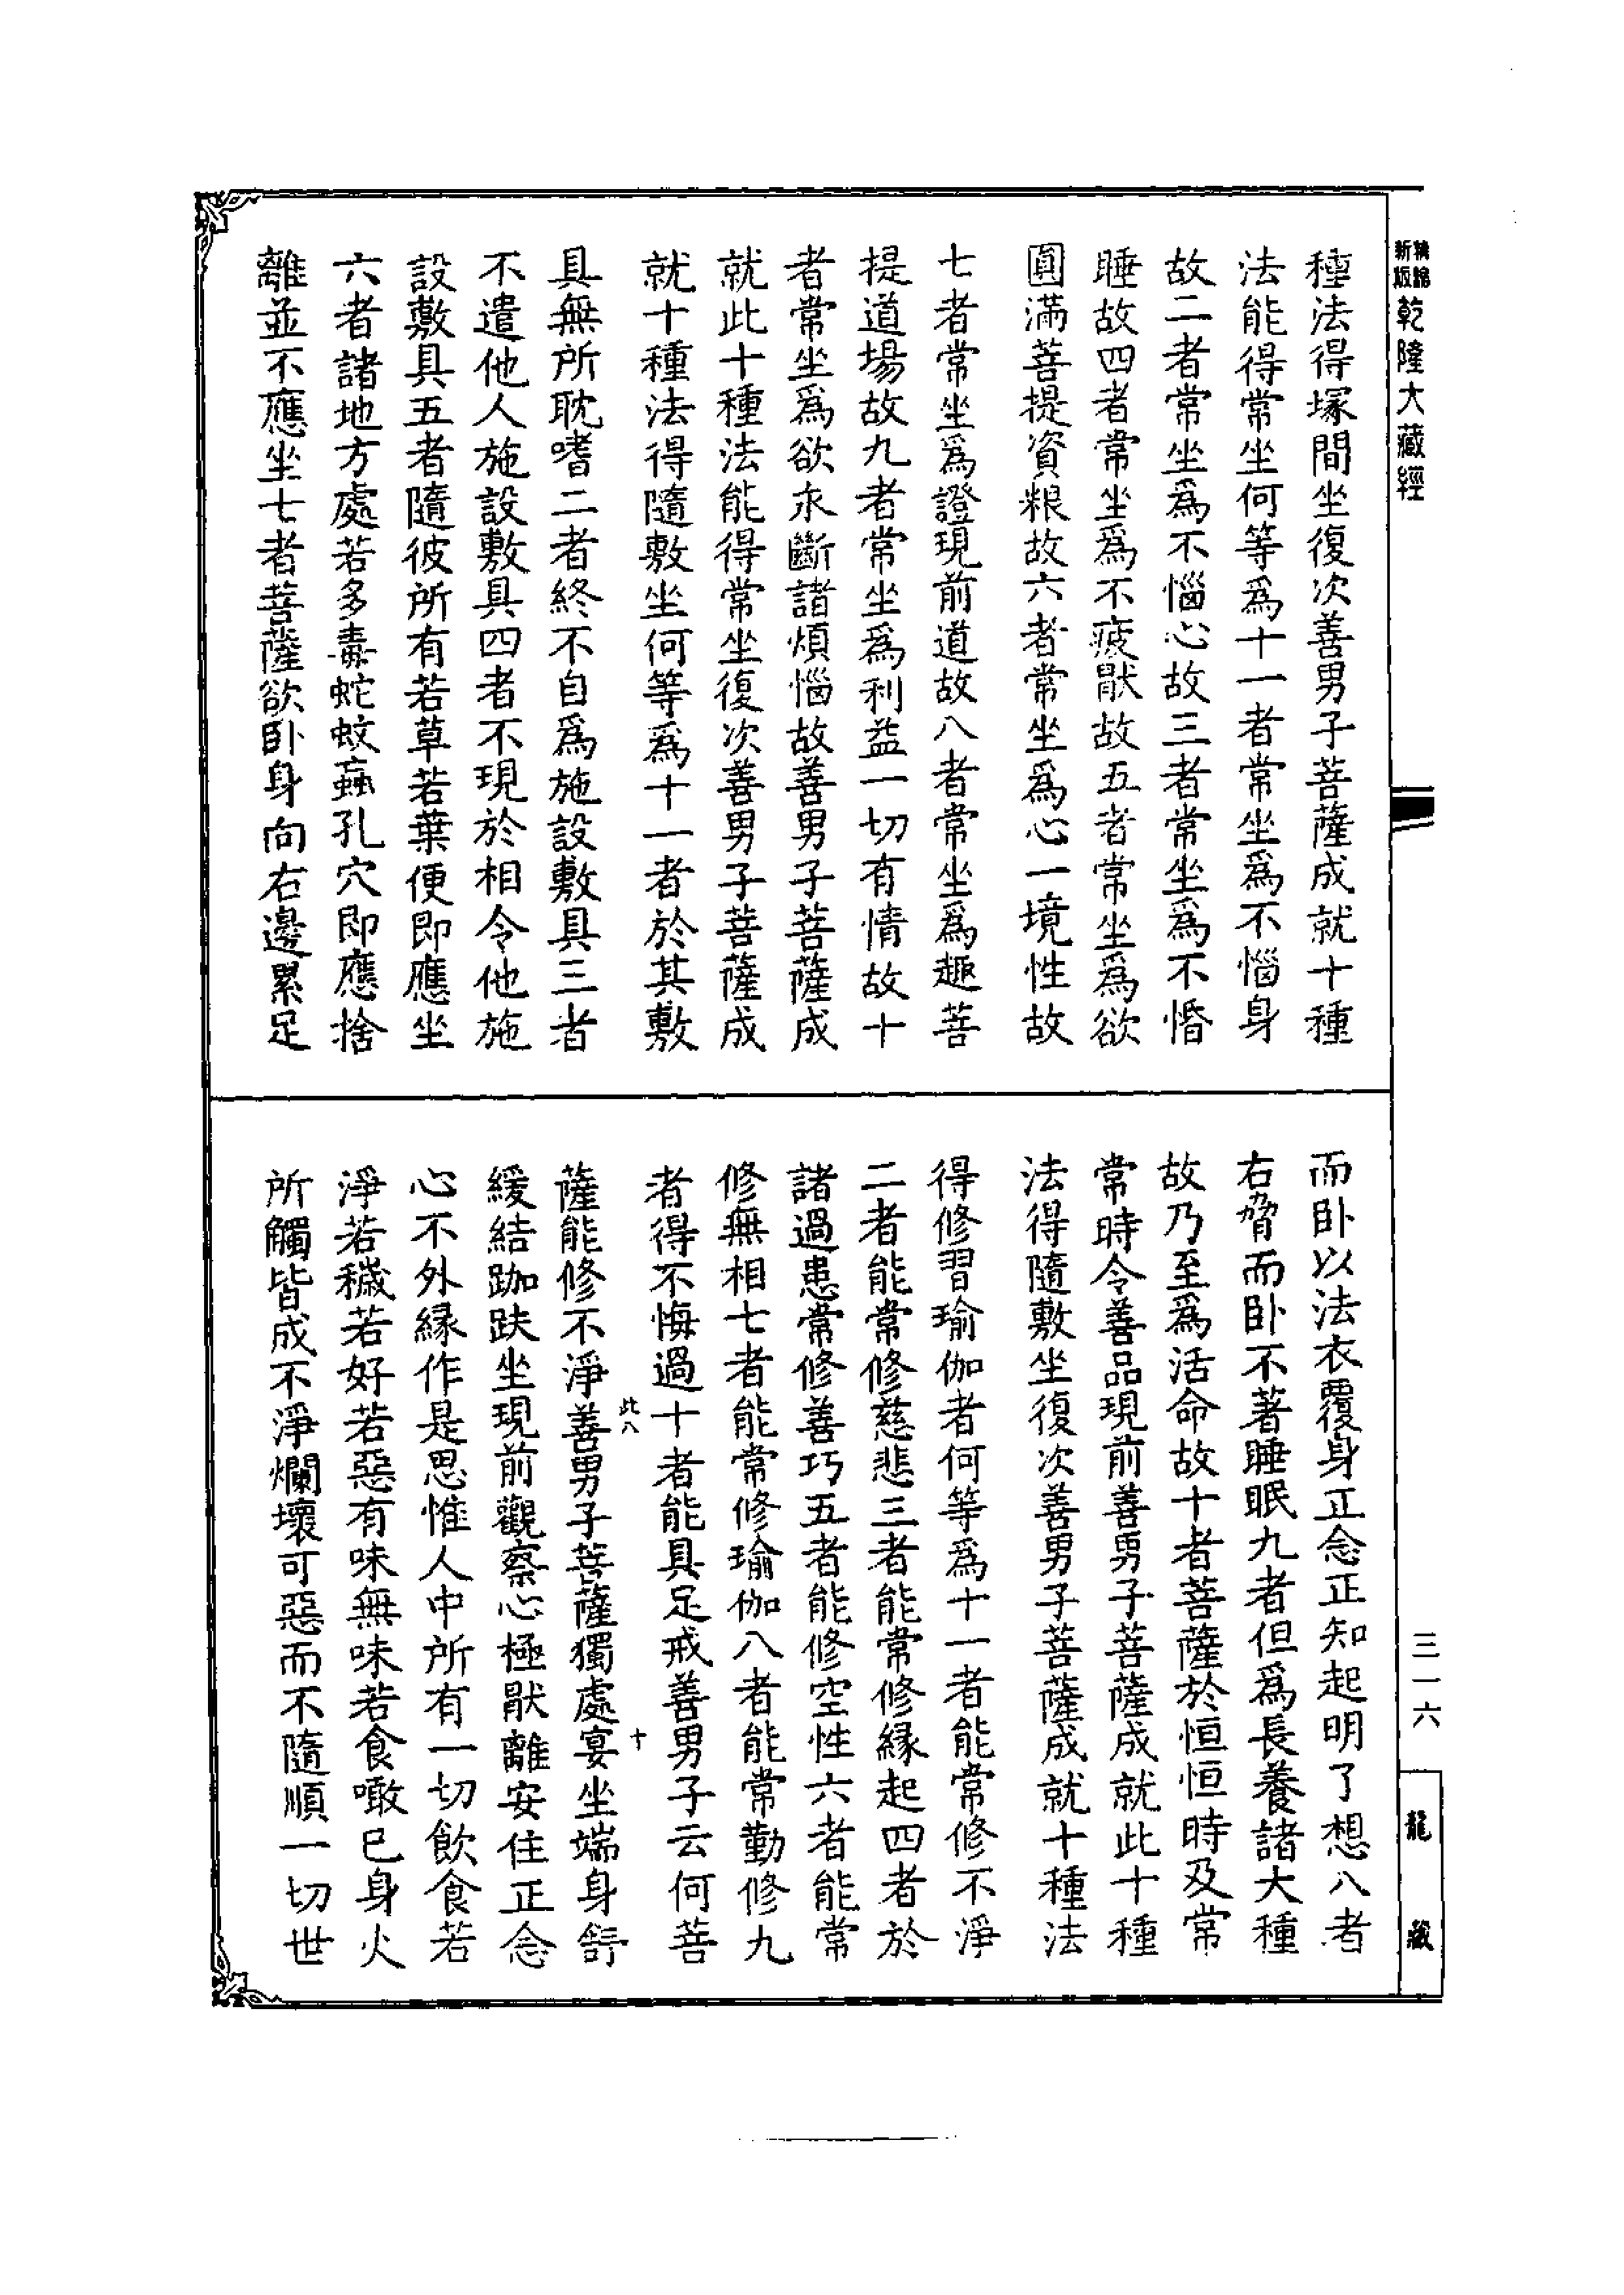 新版
精縮
乾隆大藏經
種法得塚間坐復次善男子菩薩成就十種
法能得常坐何等爲十一者常坐爲不惱身
故二者常坐爲不惱心故三者常坐爲不惛
睡故四者常坐爲不疲猒故五者常坐爲欲
圓滿菩提資粮故六者常坐爲心一境性故
七者常坐爲證現前道故八者常坐爲趣菩
提道場故九者常坐爲利益一切有情故十
者常坐爲欲永斷諸煩惱故善男子菩薩成
就此十種法能得常坐復次善男子菩薩成
就十種法得隨敷坐何等爲十一者於其敷
具無所耽嗜二者終不自爲施設敷具三者
不遣他人施設敷具四者不現於相令他施
設敷具五者隨彼所有若草若葉便即應坐
六者諸地方處若多毒蛇蚊蝱孔穴即應捨
離並不應坐七者菩薩欲卧身向右邊累足
而卧以法衣覆身正念正知起明了想八者
右脅而卧不著睡眠九者但爲長養諸大種
故乃至爲活命故十者菩薩於恒恒時及常
常時令善品現前善男子菩薩成就此十種
法得隨敷坐復次善男子菩薩成就十種法
得修習瑜伽者何等爲十一者能常修不淨
二者能常修慈悲三者能常修緣起四者於
諸過患常修善巧五者能修空性六者能常
修無相七者能常修瑜伽八者能常勤修九
者得不悔過十者能具足戒善男子云何菩
此八
十
薩能修不淨善男子菩薩獨處宴坐端身舒
緩結跏趺坐現前觀察心極猒離安住正念
心不外緣作是思惟人中所有一切飲食若
淨若穢若好若惡有味無味若食噉已身火
所觸皆成不淨爛壞可惡而不隨順一切世
三一六
龍藏